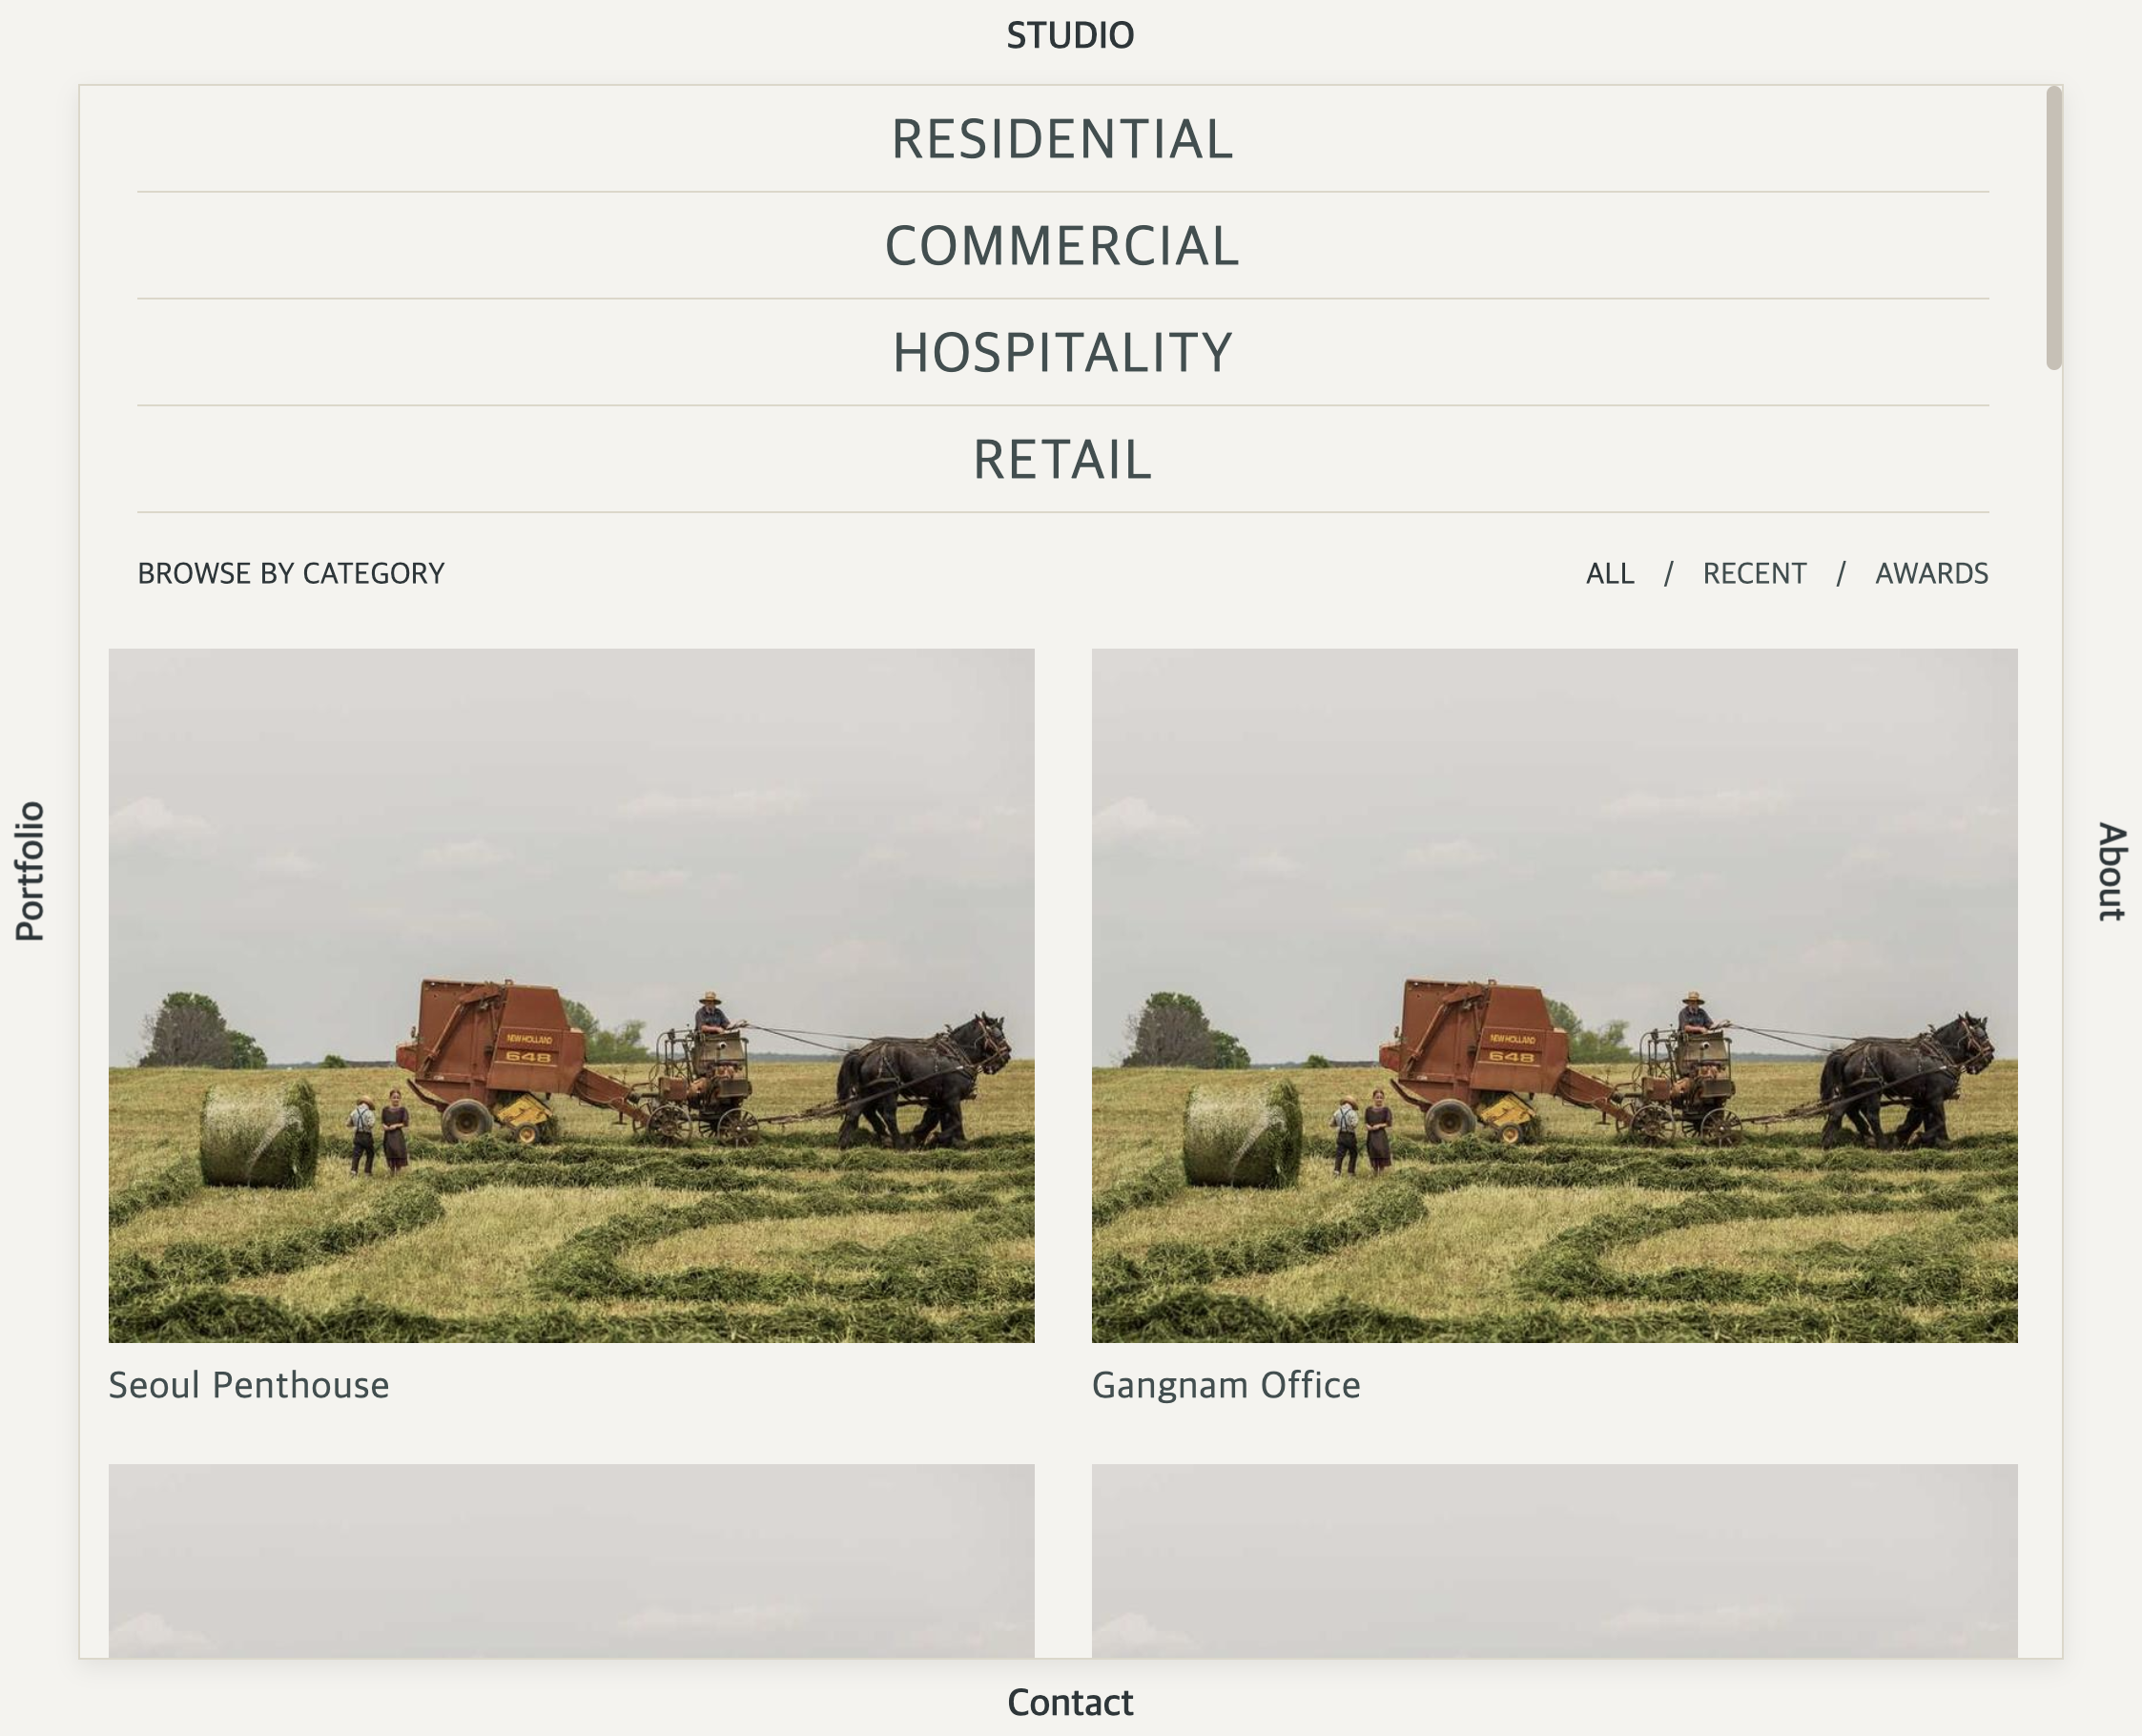 STUDIO
RESIDENTIAL
COMMERCIAL
HOSPITALITY
RETAIL
BROWSE BY CATEGORY
ALL / RECENT / AWARDS
Portfolio
About
NEW HOLLAND
648
NEW HOLLAND
648
Seoul Penthouse
Gangnam Office
Contact